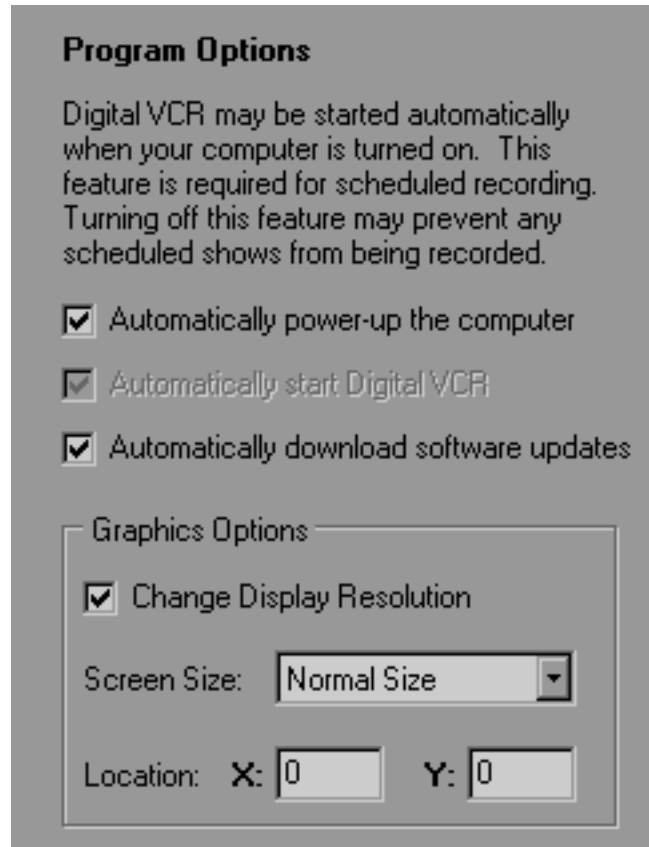 Program Options
Digital VCR may be started automatically
when your computer is turned on.  This
feature is required for scheduled recording.
Turning off this feature may prevent any
scheduled shows from being recorded.
Automatically power-up the computer
Automatically start Digital VCR
Automatically download software updates
Graphics Options
Change Display Resolution
Screen Size: Normal Size
Location: X: 0 Y: 0